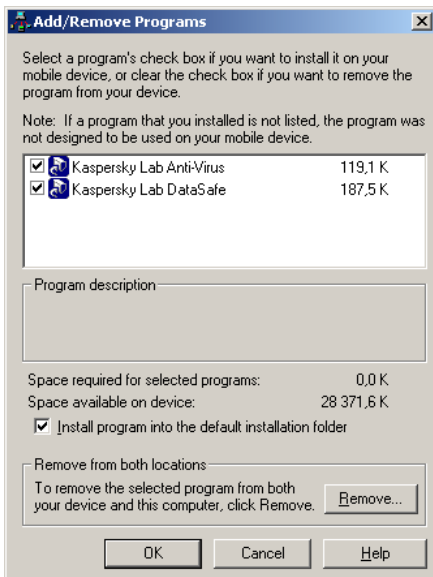 Add/Remove Programs
Select a program's check box if you want to install it on your
mobile device, or clear the check box if you want to remove the
program from your device.
Note: If a program that you installed is not listed, the program was
not designed to be used on your mobile device.
Kaspersky Lab Anti-Virus 119,1 K
Kaspersky Lab DataSafe 187,5 K
Program description
Space required for selected programs: 0,0 K
Space available on device: 28 371,6 K
Install program into the default installation folder
Remove from both locations
To remove the selected program from both
your device and this computer, click Remove.
Remove...
OK Cancel Help